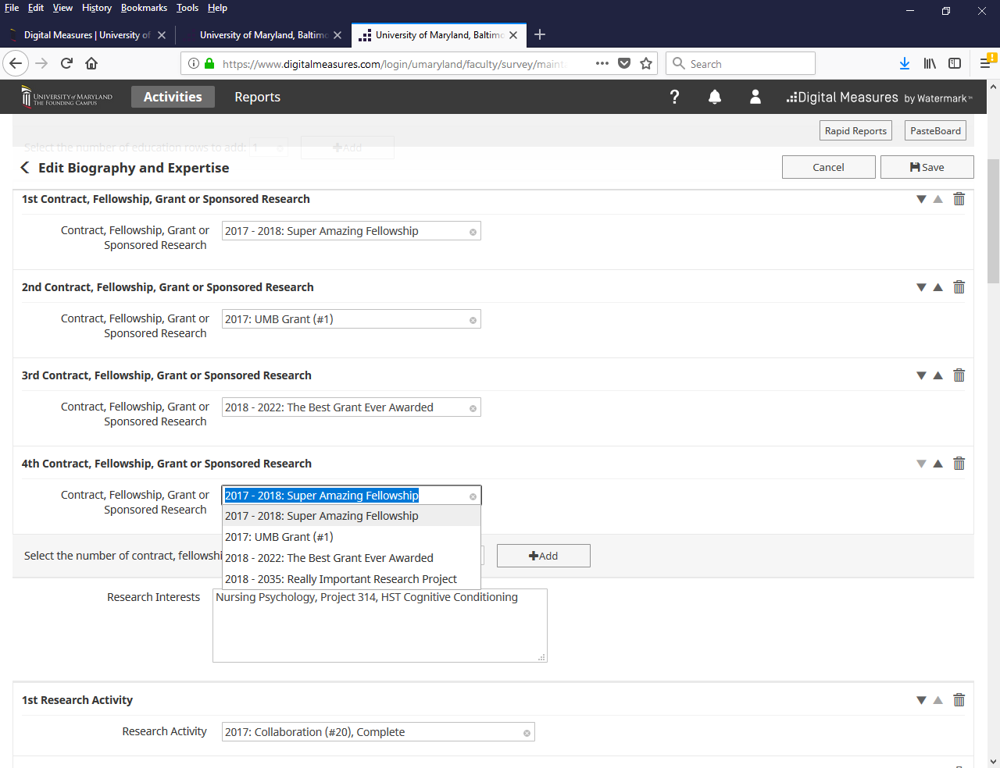 File Edit View History Bookmarks Tools Help
Digital Measures | University of
University of Maryland, Baltimo
University of Maryland, Baltimo
https://www.digitalmeasures.com/login/umaryland/faculty/survey/mainta
Search
UNIVERSITY of MARYLAND
THE FOUNDING CAMPUS
Activities
Reports
?
Digital Measures by Watermark™
Rapid Reports
PasteBoard
Select the number of education rows to add: 1
Add
Edit Biography and Expertise
Cancel
Save
1st Contract, Fellowship, Grant or Sponsored Research
Contract, Fellowship, Grant or
Sponsored Research
2017 - 2018: Super Amazing Fellowship
2nd Contract, Fellowship, Grant or Sponsored Research
Contract, Fellowship, Grant or
Sponsored Research
2017: UMB Grant (#1)
3rd Contract, Fellowship, Grant or Sponsored Research
Contract, Fellowship, Grant or
Sponsored Research
2018 - 2022: The Best Grant Ever Awarded
4th Contract, Fellowship, Grant or Sponsored Research
Contract, Fellowship, Grant or
Sponsored Research
2017 - 2018: Super Amazing Fellowship
2017 - 2018: Super Amazing Fellowship
2017: UMB Grant (#1)
2018 - 2022: The Best Grant Ever Awarded
2018 - 2035: Really Important Research Project
Select the number of contract, fellowshi
Add
Research Interests
Nursing Psychology, Project 314, HST Cognitive Conditioning
1st Research Activity
Research Activity
2017: Collaboration (#20), Complete